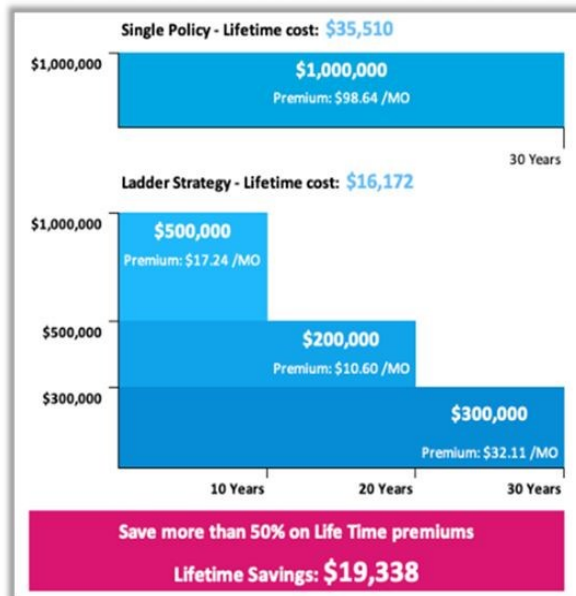 Single Policy - Lifetime cost: $35,510
$1,000,000
$1,000,000
Premium: $98.64 /MO
30 Years
Ladder Strategy - Lifetime cost: $16,172
$1,000,000
$500,000
Premium: $17.24 /MO
$500,000
$200,000
Premium: $10.60 /MO
$300,000
$300,000
Premium: $32.11 /MO
10 Years
20 Years
30 Years
Save more than 50% on Life Time premiums
Lifetime Savings: $19,338